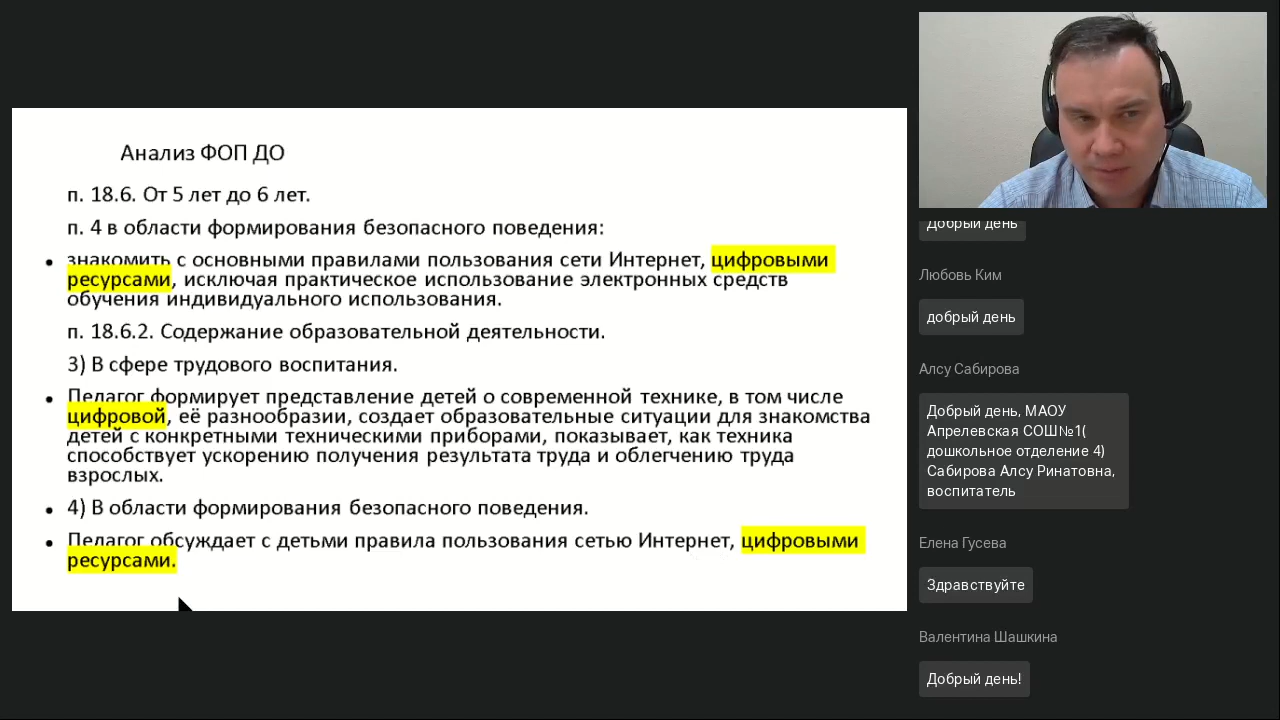 Анализ ФОП ДО
п. 18.6. От 5 лет до 6 лет.
п. 4 в области формирования безопасного поведения:
• знакомить с основными правилами пользования сети Интернет, цифровыми
ресурсами, исключая практическое использование электронных средств
обучения индивидуального использования.
п. 18.6.2. Содержание образовательной деятельности.
3) В сфере трудового воспитания.
• Педагог формирует представление детей о современной технике, в том числе
цифровой, её разнообразии, создает образовательные ситуации для знакомства
детей с конкретными техническими приборами, показывает, как техника
способствует ускорению получения результата труда и облегчению труда
взрослых.
• 4) В области формирования безопасного поведения.
• Педагог обсуждает с детьми правила пользования сетью Интернет, цифровыми
ресурсами.
Добрый день
Любовь Ким
добрый день
Алсу Сабирова
Добрый день, МАОУ
Апрелевская СОШ№1(
дошкольное отделение 4)
Сабирова Алсу Ринатовна,
воспитатель
Елена Гусева
Здравствуйте
Валентина Шашкина
Добрый день!